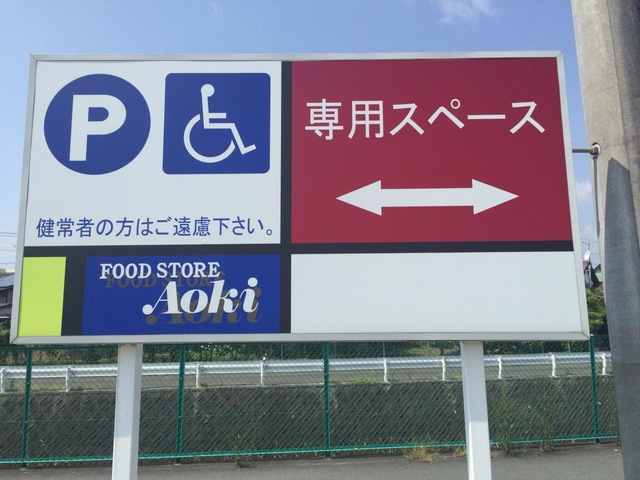 P
専用スペース
健常者の方はご遠慮下さい。
FOOD STORE
Aoki